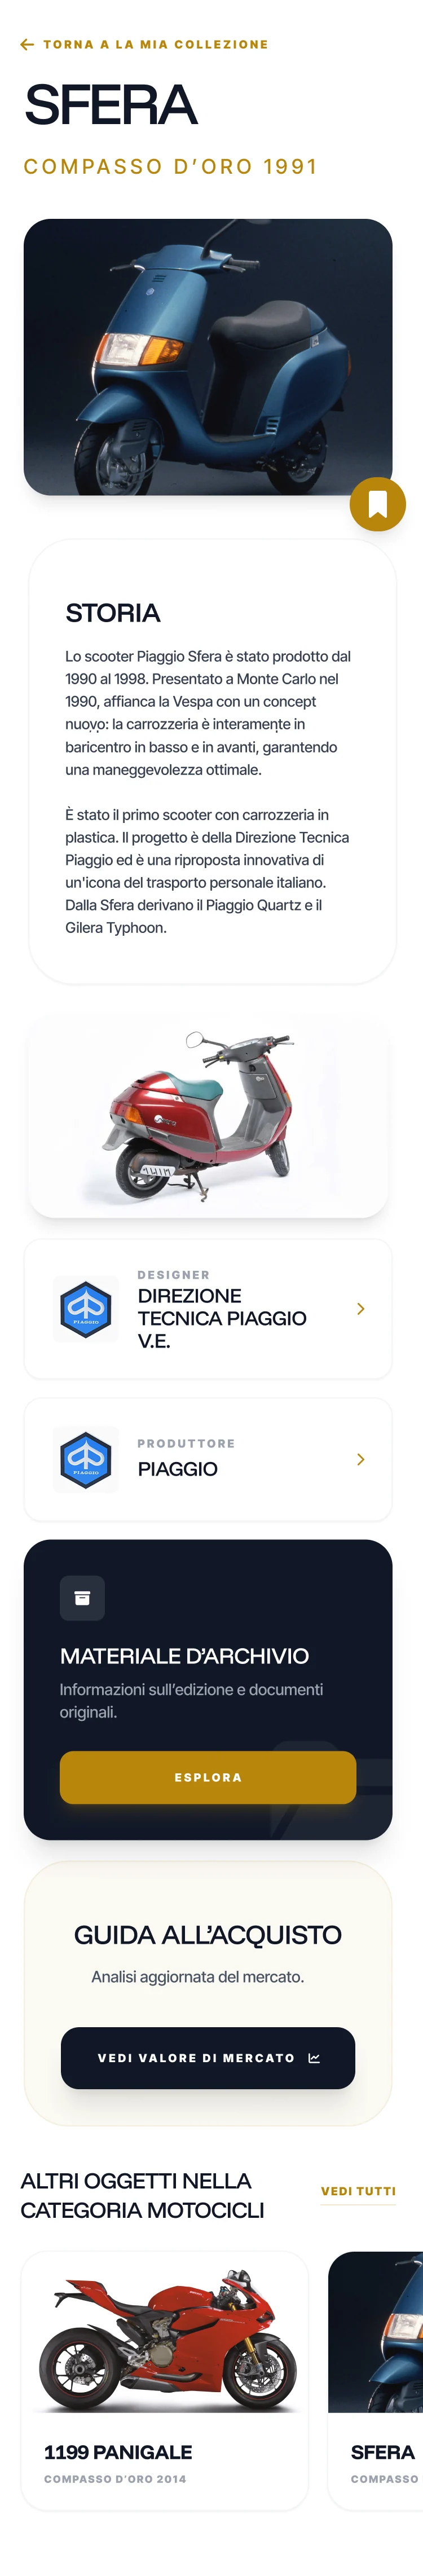 TORNA A LA MIA COLLEZIONE
SFERA
COMPASSO D’ORO 1991
STORIA
Lo scooter Piaggio Sfera è stato prodotto dal
1990 al 1998. Presentato a Monte Carlo nel
1990, affianca la Vespa con un concept
nuovo: la carrozzeria è interamente in
baricentro in basso e in avanti, garantendo
una maneggevolezza ottimale.
È stato il primo scooter con carrozzeria in
plastica. Il progetto è della Direzione Tecnica
Piaggio ed è una riproposta innovativa di
un'icona del trasporto personale italiano.
Dalla Sfera derivano il Piaggio Quartz e il
Gilera Typhoon.
DESIGNER
PIAGGIO
DIREZIONE
TECNICA PIAGGIO
V.E.
PRODUTTORE
PIAGGIO
PIAGGIO
MATERIALE D’ARCHIVIO
Informazioni sull’edizione e documenti
originali.
ESPLORA
GUIDA ALL’ACQUISTO
Analisi aggiornata del mercato.
VEDI VALORE DI MERCATO
ALTRI OGGETTI NELLA
CATEGORIA MOTOCICLI
VEDI TUTTI
1199 PANIGALE
COMPASSO D’ORO 2014
SFERA
COMPASSO